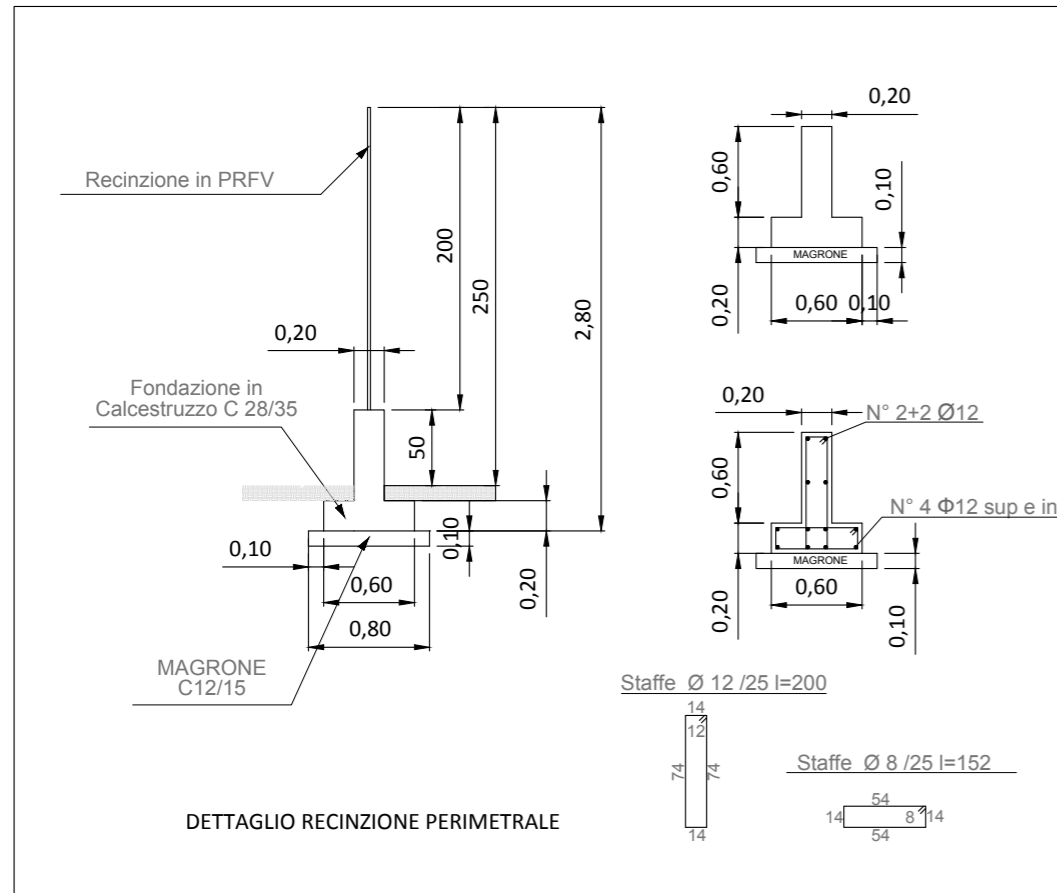 Recinzione in PRFV
200
250
2,80
0,20
Fondazione in
Calcestruzzo C 28/35
50
0,10
0,10
0,20
0,60
0,80
MAGRONE
C12/15
DETTAGLIO RECINZIONE PERIMETRALE
0,20
0,60
0,10
MAGRONE
0,20
0,60
0,10
0,20
N° 2+2 Ø12
0,60
N° 4 Φ12 sup e in
MAGRONE
0,20
0,60
0,10
Staffe Ø 12 /25 l=200
14
12
74
74
14
Staffe Ø 8 /25 l=152
54
14
8
14
54